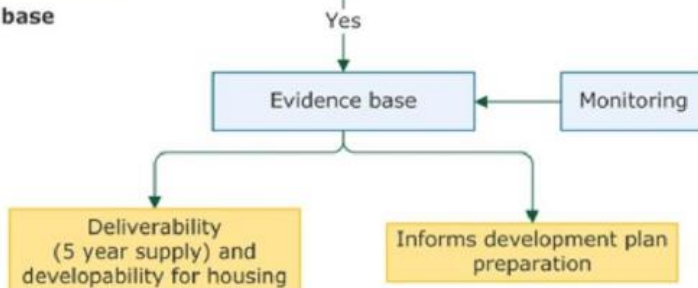 base
Yes
Evidence base
Monitoring
Deliverability
(5 year supply) and
developability for housing
Informs development plan
preparation